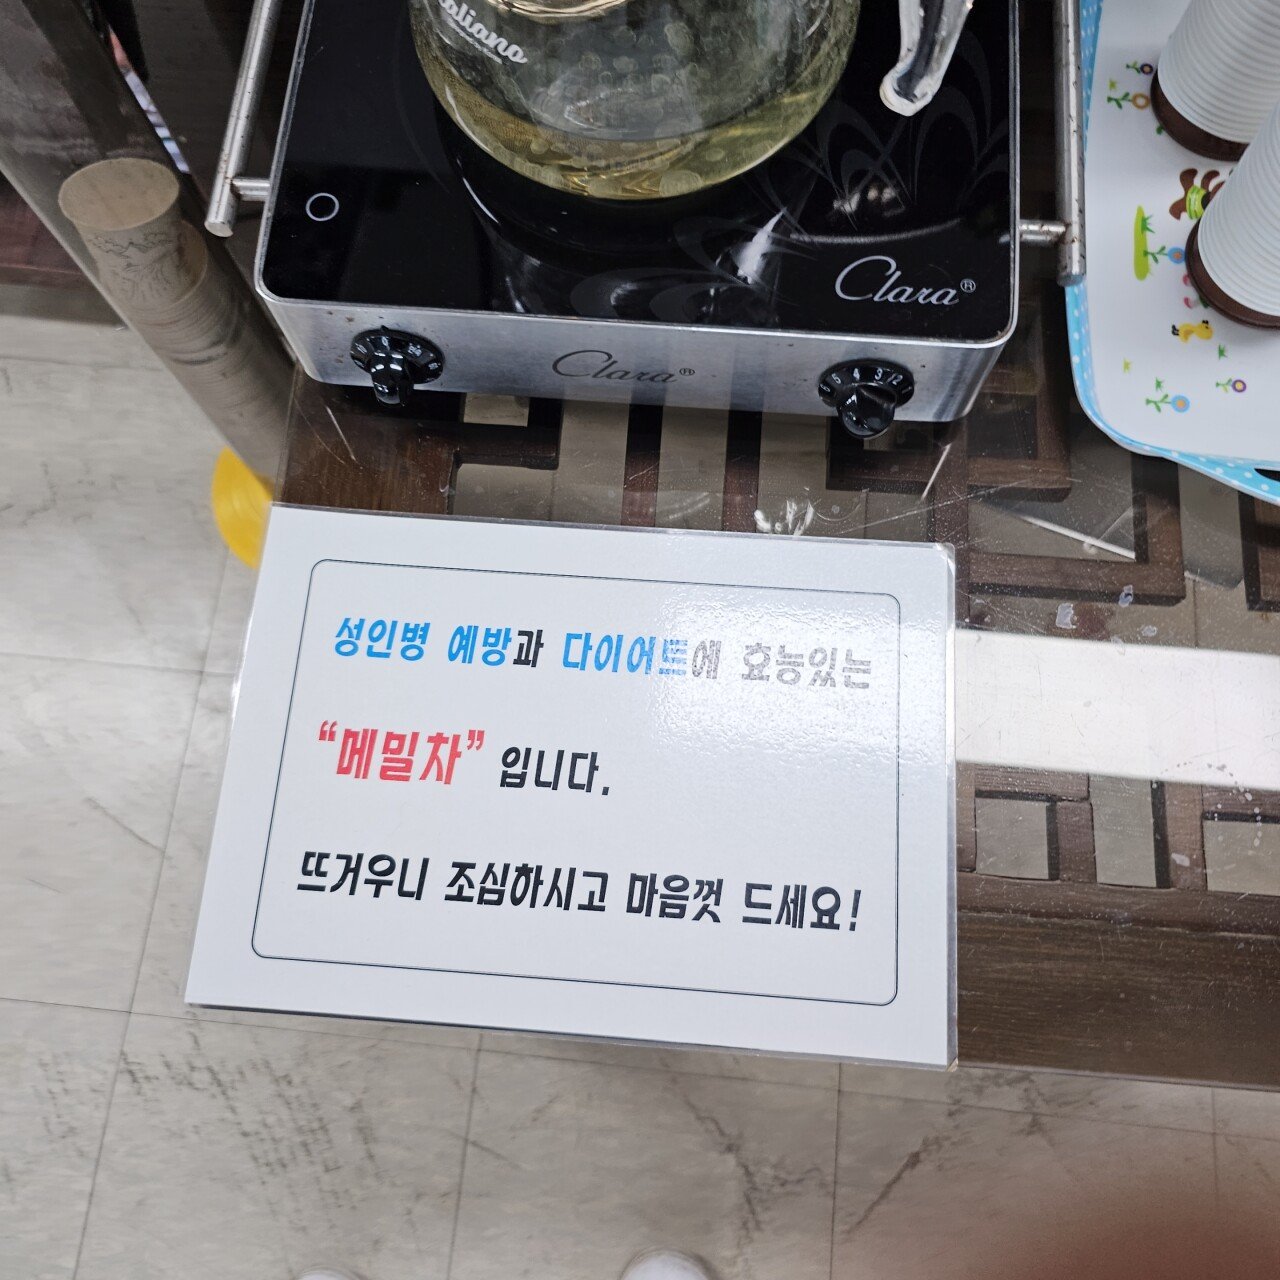 aliano
Clara®
Clara®
성인병 예방과 다이어트에 효능있는
“메밀차” 입니다.
뜨거우니 조심하시고 마음껏 드세요!